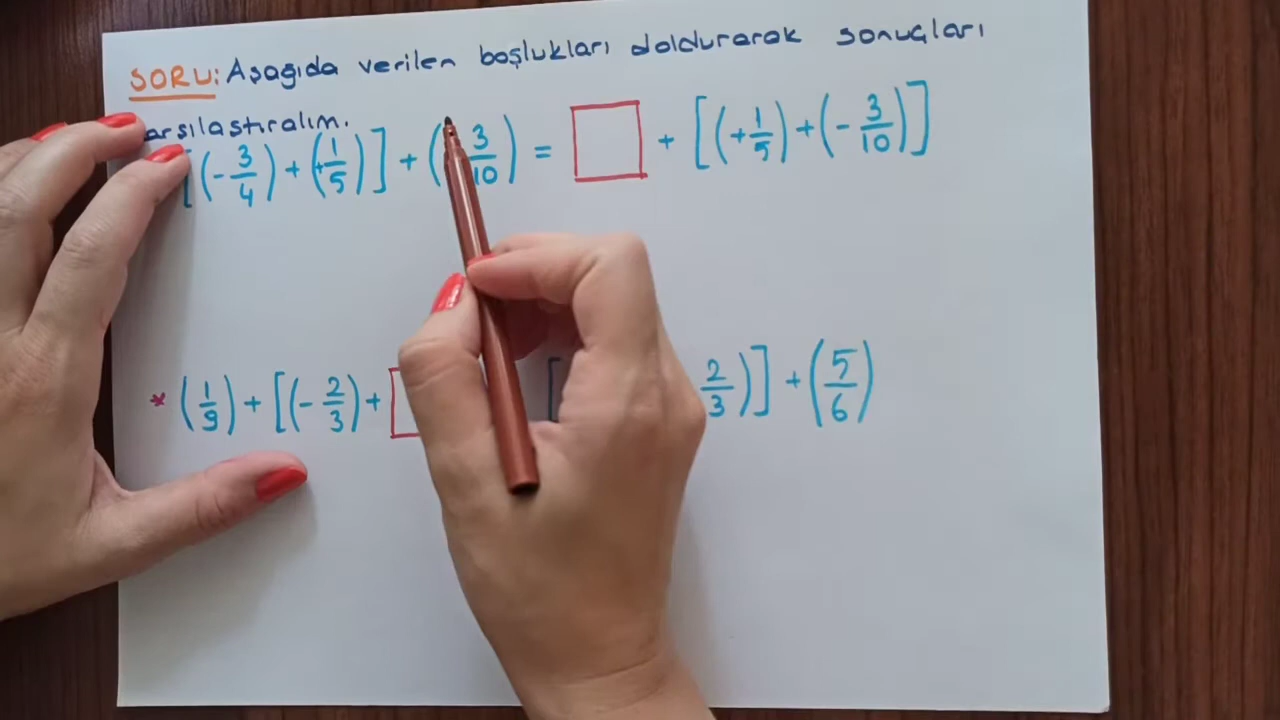 SORU: Aşağıda verilen boşlukları doldurarak sonuçları
arşılaştıralım.
[(-3/4)+(+1/5)]+( 3/10) = □ + [(+1/5)+(-3/10)]
* (1/9)+[(-2/3)+ [ 2/3)]+(5/6)